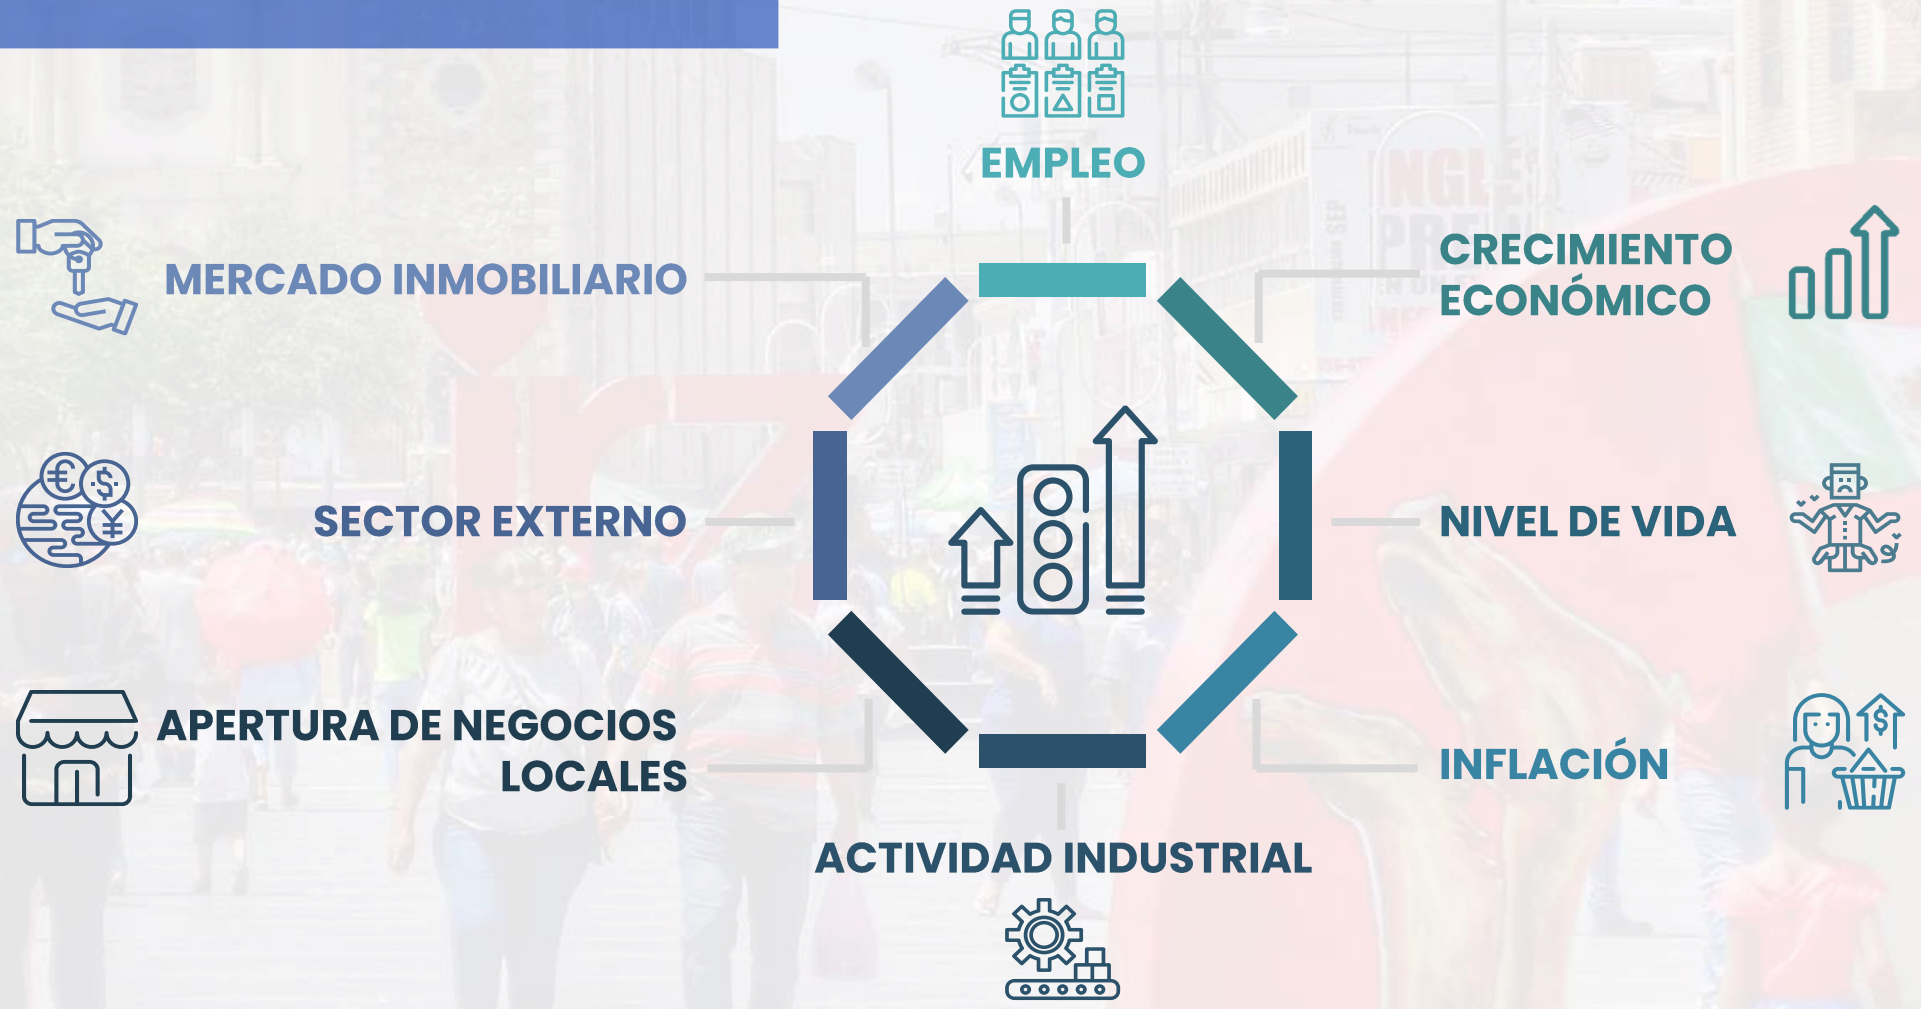 EMPLEO
MERCADO INMOBILIARIO
CRECIMIENTO
ECONÓMICO
SECTOR EXTERNO
NIVEL DE VIDA
APERTURA DE NEGOCIOS
LOCALES
INFLACIÓN
ACTIVIDAD INDUSTRIAL